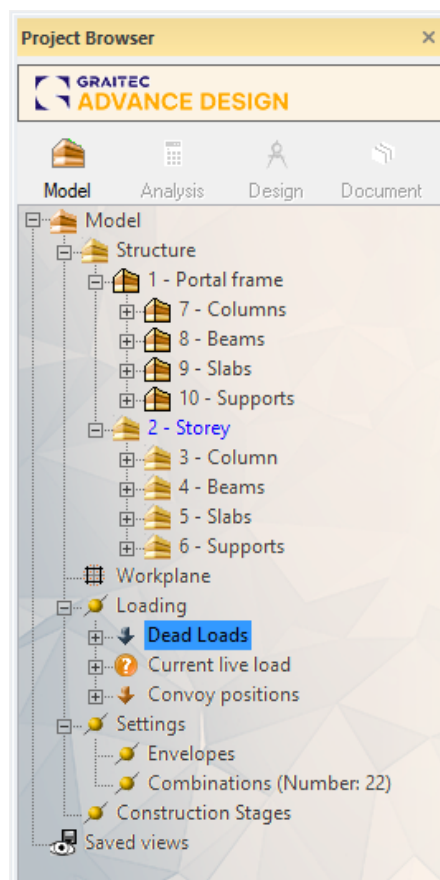 Project Browser
GRAITEC
ADVANCE DESIGN
Model Analysis Design Document
Model
Structure
1 - Portal frame
7 - Columns
8 - Beams
9 - Slabs
10 - Supports
2 - Storey
3 - Column
4 - Beams
5 - Slabs
6 - Supports
Workplane
Loading
Dead Loads
Current live load
Convoy positions
Settings
Envelopes
Combinations (Number: 22)
Construction Stages
Saved views